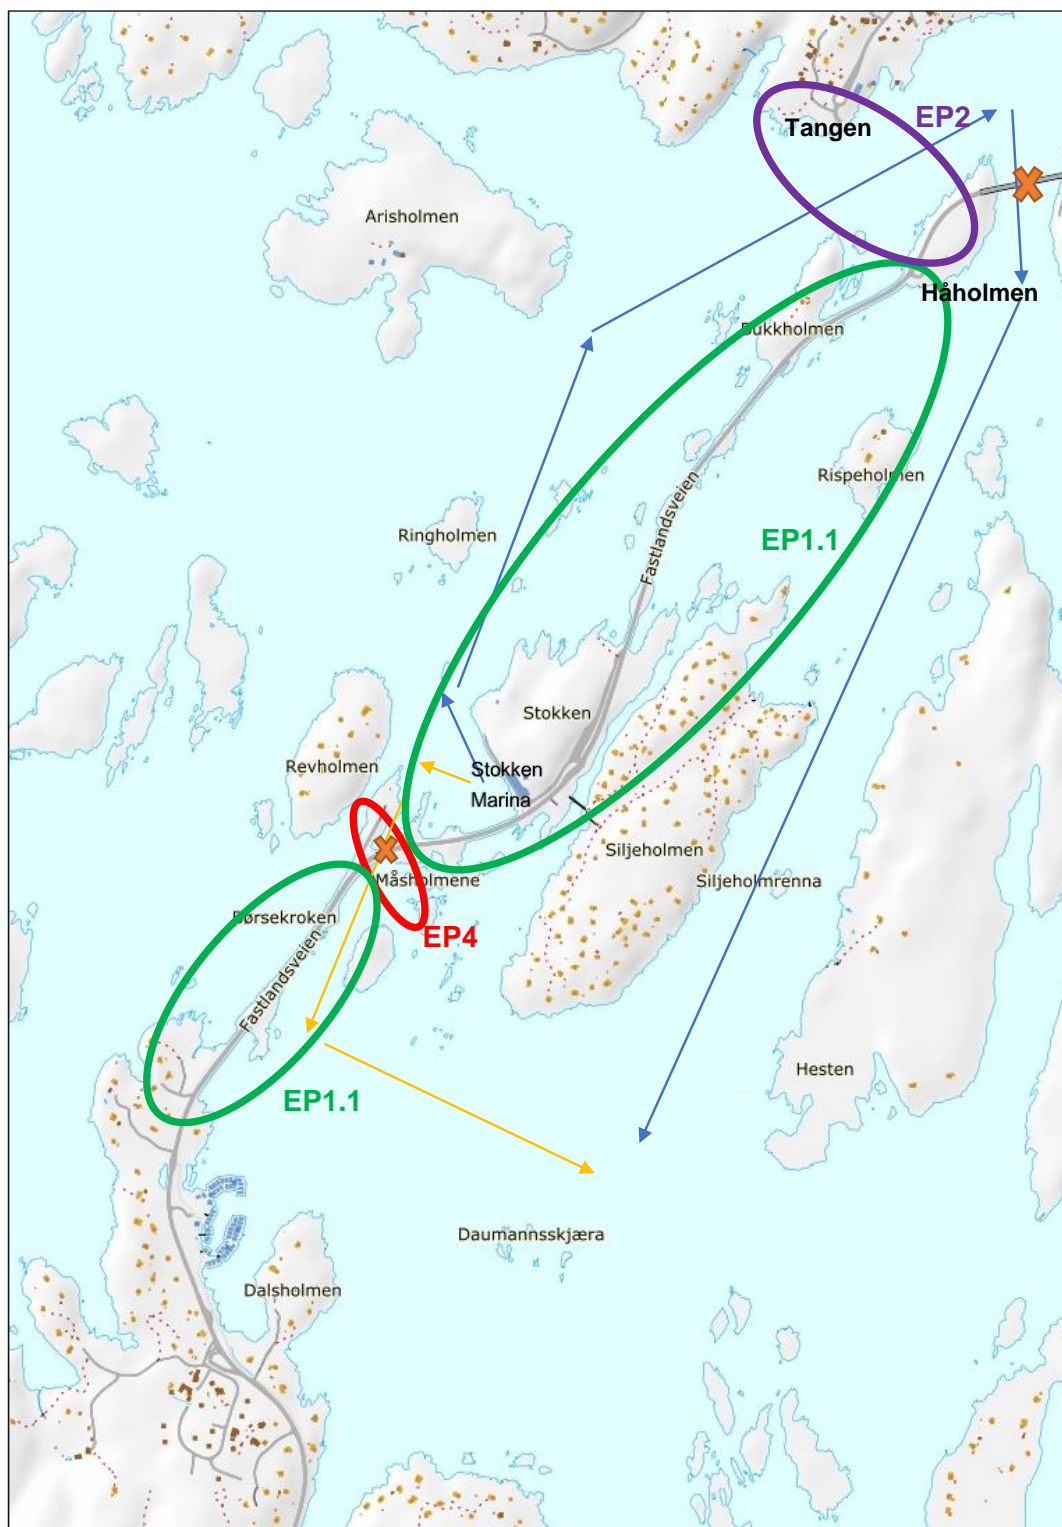 EP2
Tangen
Arisholmen
Håholmen
Bukkholmen
Rispeholmen
Fastlandsveien
Ringholmen
EP1.1
Stokken
Revholmen
Stokken
Marina
Siljeholmen
Måsholmene
Siljeholmrenna
Børsekroken
EP4
Fastlandsveien
Hesten
EP1.1
Daumannsskjæra
Dalsholmen